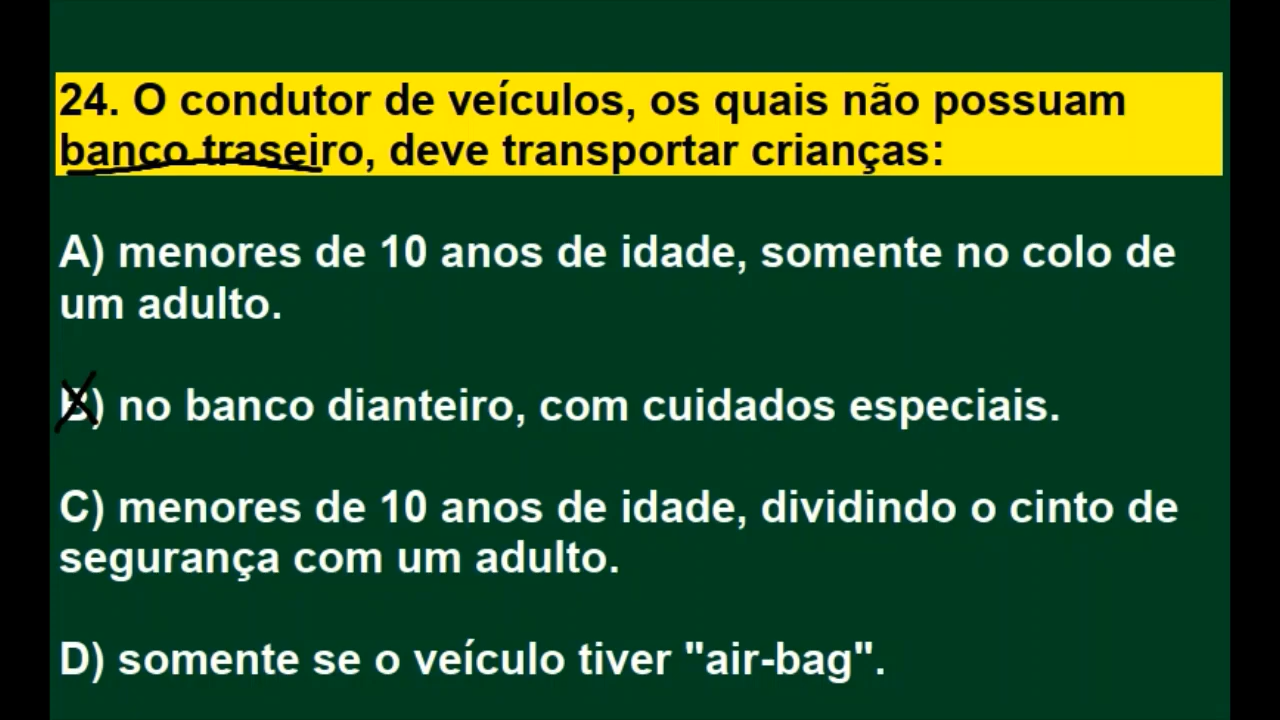 24. O condutor de veículos, os quais não possuam
banco traseiro, deve transportar crianças:
A) menores de 10 anos de idade, somente no colo de
um adulto.
B) no banco dianteiro, com cuidados especiais.
C) menores de 10 anos de idade, dividindo o cinto de
segurança com um adulto.
D) somente se o veículo tiver "air-bag".